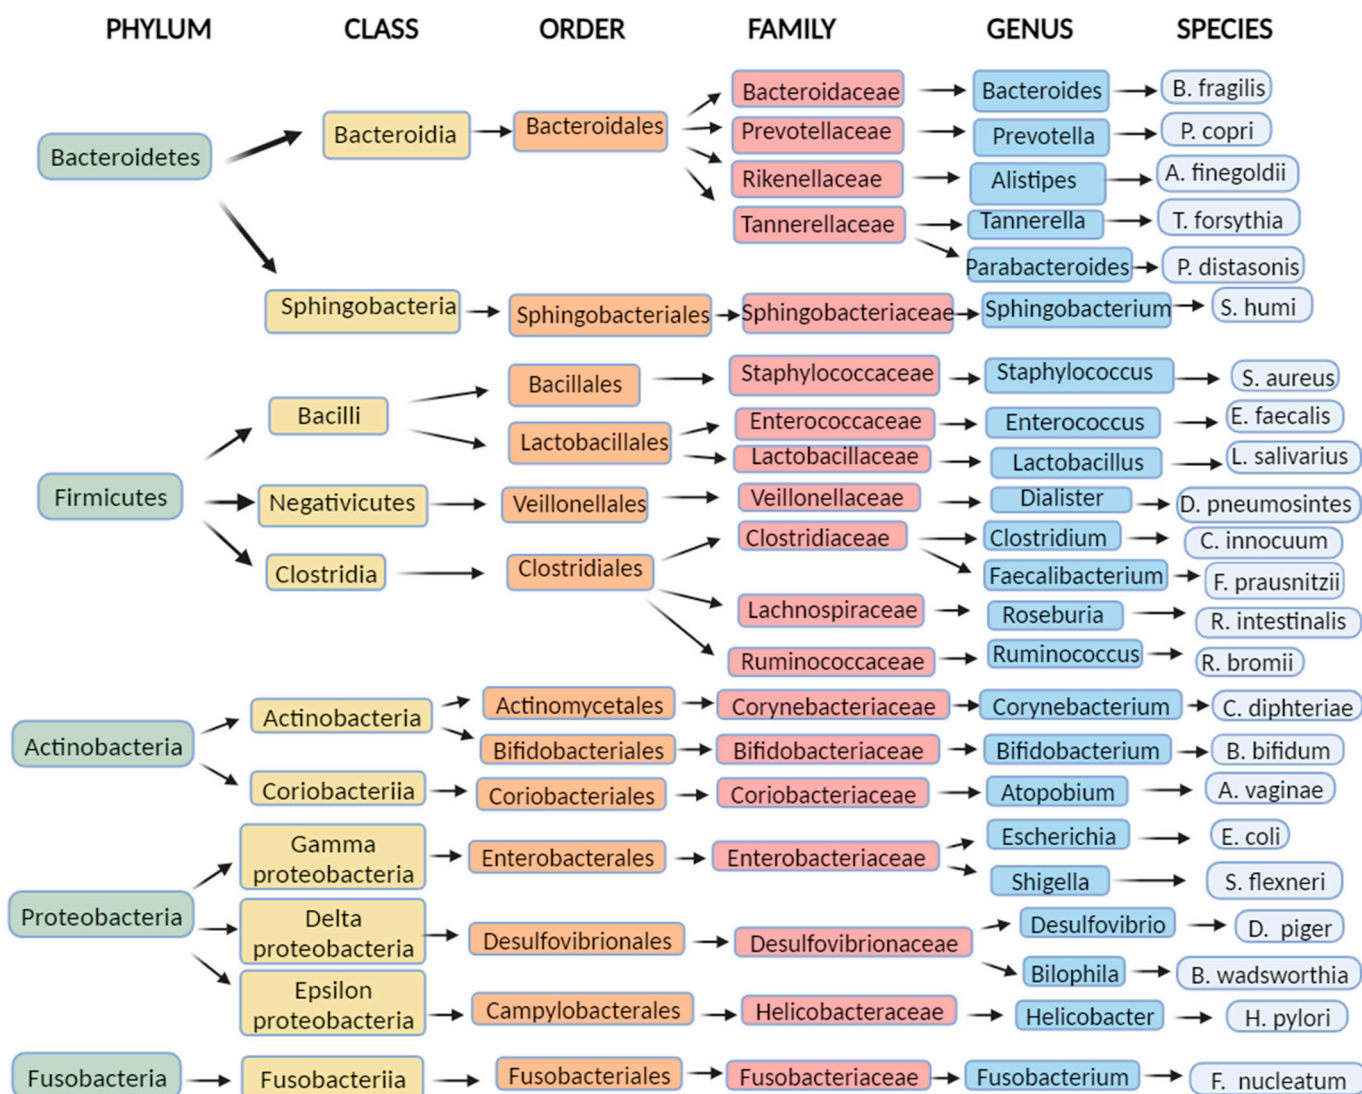 PHYLUM CLASS ORDER FAMILY GENUS SPECIES
Bacteroidetes
Bacteroidia
Bacteroidales
Bacteroidaceae Bacteroides B. fragilis
Prevotellaceae Prevotella P. copri
Rikenellaceae Alistipes A. finegoldii
Tannerellaceae Tannerella T. forsythia
Parabacteroides P. distasonis
Sphingobacteria Sphingobacteriales Sphingobacteriaceae Sphingobacterium S. humi
Firmicutes
Bacilli
Bacillales Staphylococcaceae Staphylococcus S. aureus
Lactobacillales
Enterococcaceae Enterococcus E. faecalis
Lactobacillaceae Lactobacillus L. salivarius
Negativicutes Veillonellales Veillonellaceae Dialister D. pneumosintes
Clostridia Clostridiales
Clostridiaceae Clostridium C. innocuum
Faecalibacterium F. prausnitzii
Lachnospiraceae Roseburia R. intestinalis
Ruminococcaceae Ruminococcus R. bromii
Actinobacteria
Actinobacteria
Actinomycetales Corynebacteriaceae Corynebacterium C. diphteriae
Bifidobacteriales Bifidobacteriaceae Bifidobacterium B. bifidum
Coriobacteriia Coriobacteriales Coriobacteriaceae Atopobium A. vaginae
Proteobacteria
Gamma
proteobacteria
Enterobacterales Enterobacteriaceae
Escherichia E. coli
Shigella S. flexneri
Delta
proteobacteria
Desulfovibrionales Desulfovibrionaceae
Desulfovibrio D. piger
Bilophila B. wadsworthia
Epsilon
proteobacteria
Campylobacterales Helicobacteraceae Helicobacter H. pylori
Fusobacteria Fusobacteriia Fusobacteriales Fusobacteriaceae Fusobacterium F. nucleatum